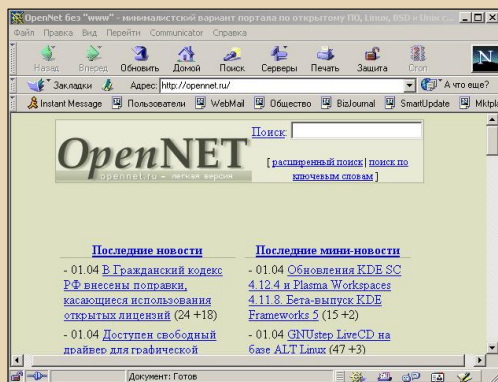 OpenNet без "www" - минималистский вариант портала по открытому ПО, Linux, BSD и Unix с...
Файл Правка Вид Перейти Communicator Справка
Назад Вперед Обновить Домой Поиск Серверы Печать Защита Стоп
N
Закладки Адрес: http://opennet.ru/ А что еще?
Instant Message Пользователи WebMail Общество BizJournal SmartUpdate Mktpl
OpenNET
opennet.ru - легкая версия
Поиск:
[ расширенный поиск | поиск по
ключевым словам ]
Последние новости
- 01.04 В Гражданский кодекс
РФ внесены поправки,
касающиеся использования
открытых лицензий (24 +18)
- 01.04 Доступен свободный
драйвер для графической
Последние мини-новости
- 01.04 Обновления KDE SC
4.12.4 и Plasma Workspaces
4.11.8. Бета-выпуск KDE
Frameworks 5 (15 +2)
- 01.04 GNUstep LiveCD на
базе ALT Linux (47 +3)
Документ: Готов